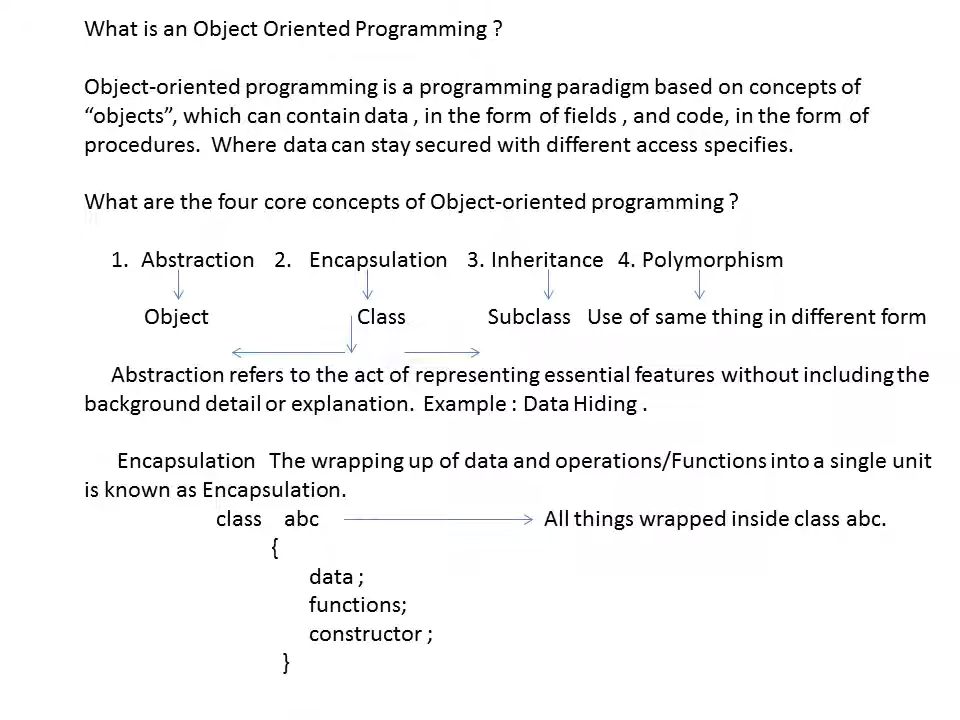 What is an Object Oriented Programming ?
Object-oriented programming is a programming paradigm based on concepts of
“objects”, which can contain data , in the form of fields , and code, in the form of
procedures. Where data can stay secured with different access specifies.
What are the four core concepts of Object-oriented programming ?
1. Abstraction 2. Encapsulation 3. Inheritance 4. Polymorphism
Object Class Subclass Use of same thing in different form
Abstraction refers to the act of representing essential features without including the
background detail or explanation. Example : Data Hiding .
Encapsulation The wrapping up of data and operations/Functions into a single unit
is known as Encapsulation.
class abc All things wrapped inside class abc.
{
data ;
functions;
constructor ;
}